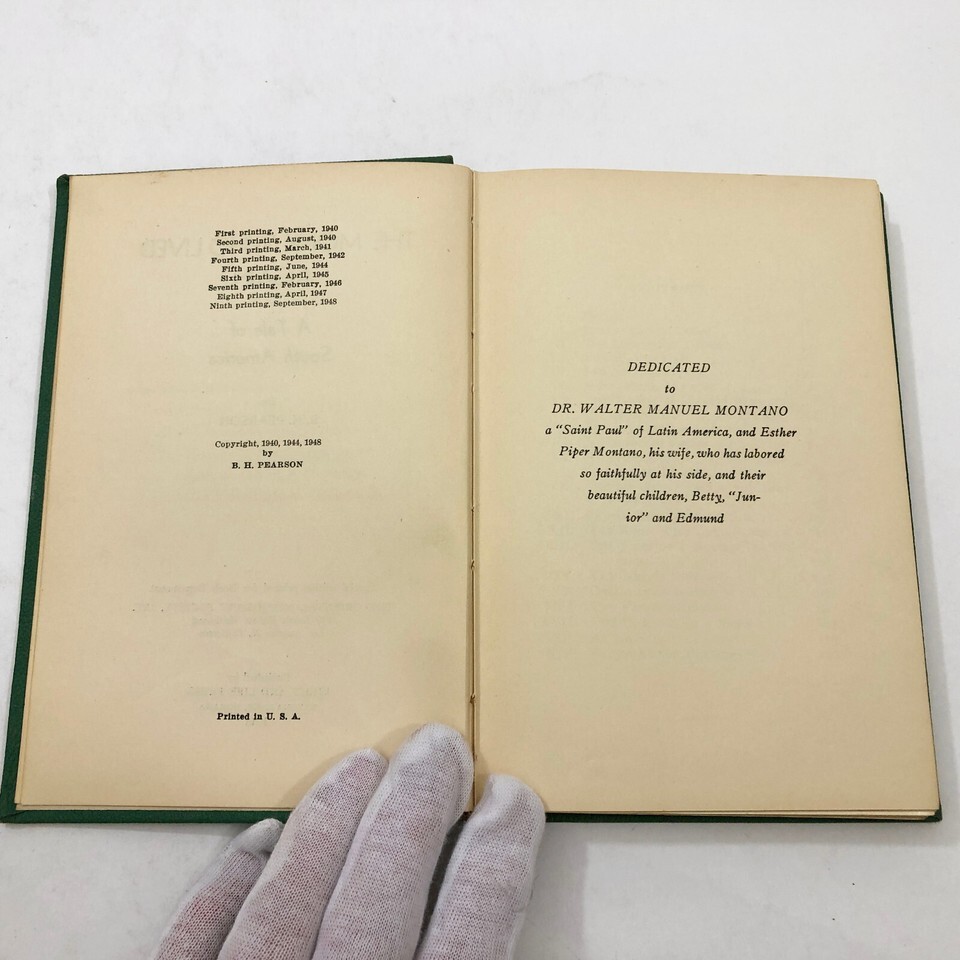 First printing, February, 1940
Second printing, August, 1940
Third printing, March, 1941
Fourth printing, September, 1942
Fifth printing, June, 1944
Sixth printing, April, 1945
Seventh printing, February, 1946
Eighth printing, April, 1947
Ninth printing, September, 1948
Copyright, 1940, 1944, 1948
by
B. H. PEARSON
Printed in U. S. A.
DEDICATED
to
DR. WALTER MANUEL MONTANO
a "Saint Paul" of Latin America, and Esther
Piper Montano, his wife, who has labored
so faithfully at his side, and their
beautiful children, Betty, "Jun-
ior" and Edmund